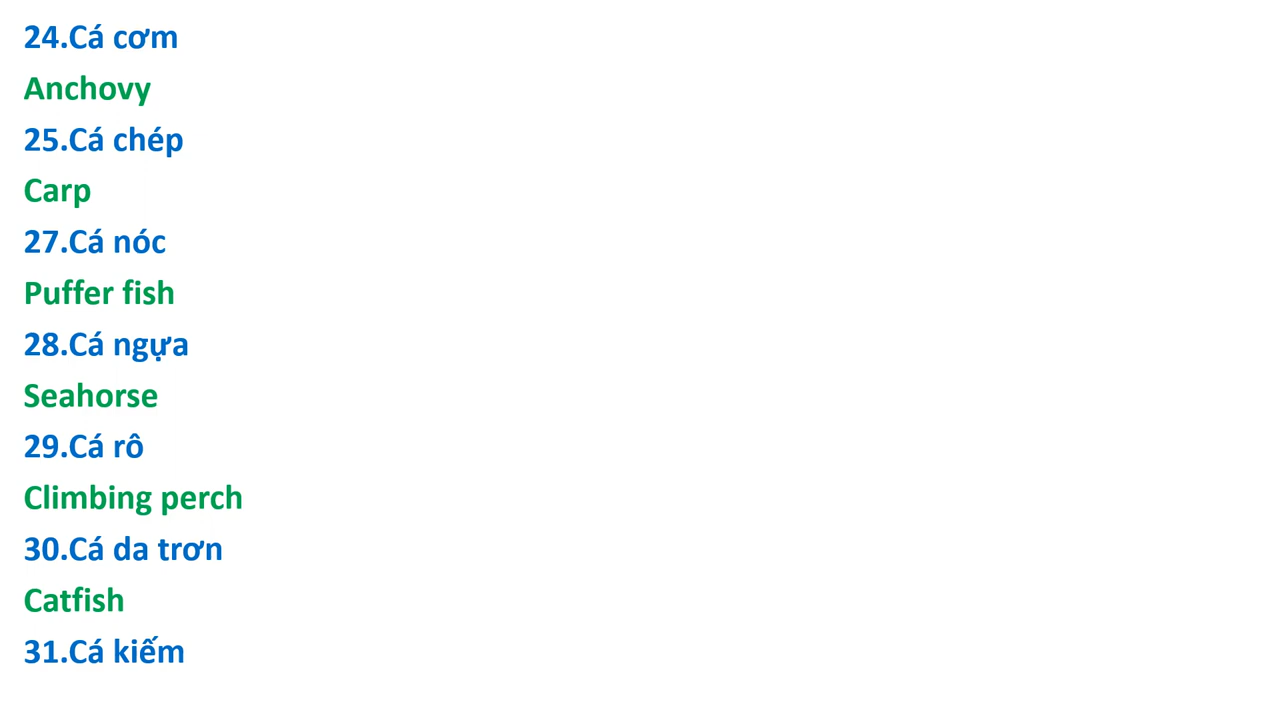 24.Cá cơm
Anchovy
25.Cá chép
Carp
27.Cá nóc
Puffer fish
28.Cá ngựa
Seahorse
29.Cá rô
Climbing perch
30.Cá da trơn
Catfish
31.Cá kiếm